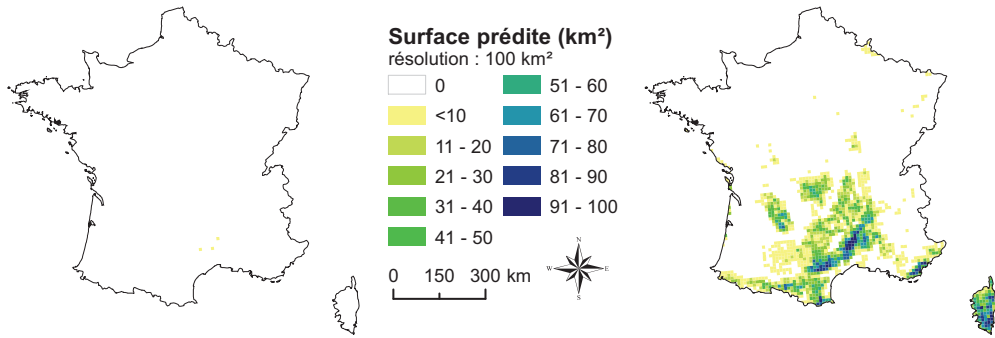 Surface prédite (km²)
résolution : 100 km²
0
<10
11 - 20
21 - 30
31 - 40
41 - 50
51 - 60
61 - 70
71 - 80
81 - 90
91 - 100
0 150 300 km
N
W E
S